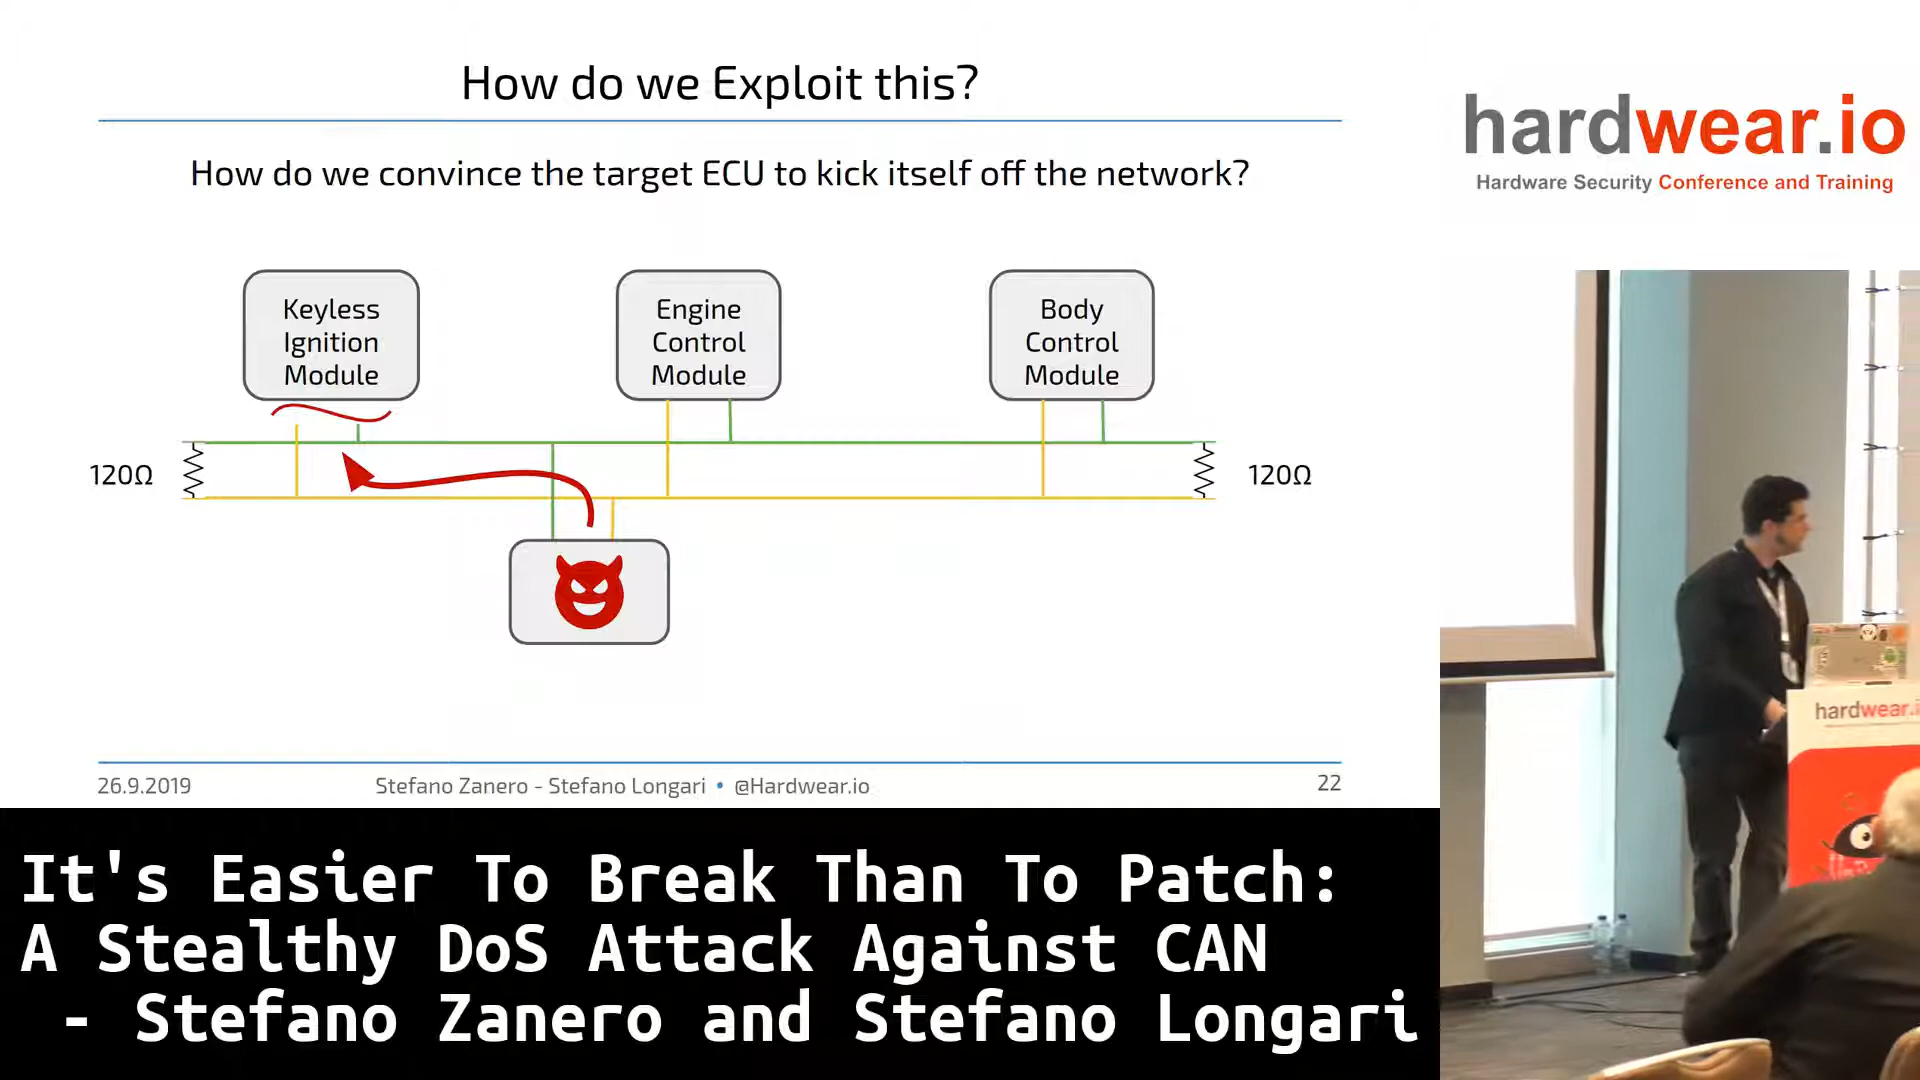 How do we Exploit this?
How do we convince the target ECU to kick itself off the network?
Keyless
Ignition
Module
Engine
Control
Module
Body
Control
Module
120Ω
120Ω
26.9.2019
Stefano Zanero - Stefano Longari • @Hardwear.io
22
hardwear.io
Hardware Security Conference and Training
hardwear.i
It's Easier To Break Than To Patch:
A Stealthy DoS Attack Against CAN
- Stefano Zanero and Stefano Longari